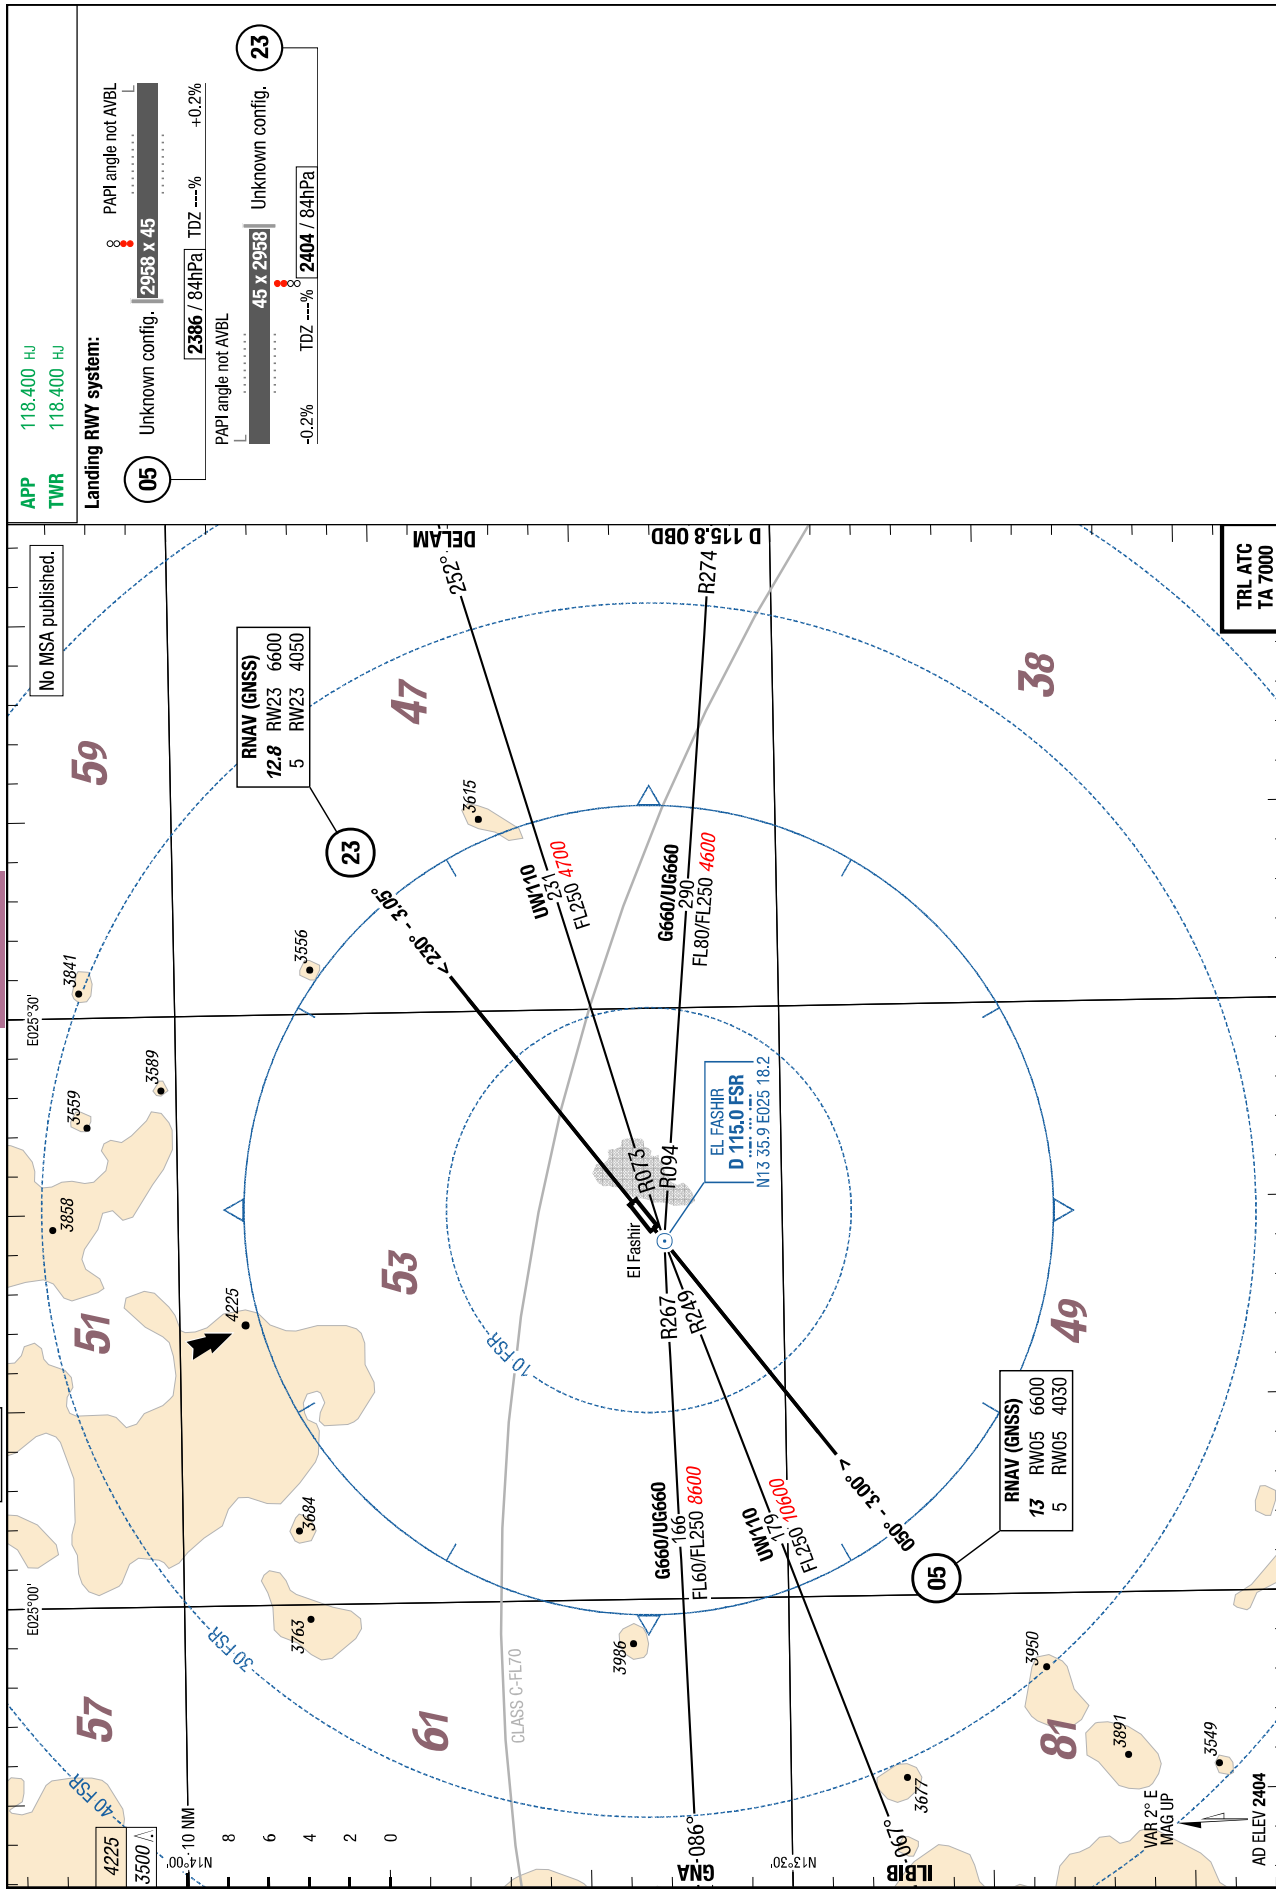 APP 118.400 HJ
TWR 118.400 HJ
Landing RWY system:
05
Unknown config.
2958 x 45
PAPI angle not AVBL
L
2386 / 84hPa
TDZ ---%
+0.2%
PAPI angle not AVBL
L
45 x 2958
Unknown config.
23
-0.2%
TDZ ---%
2404 / 84hPa
4225
3500
10 NM
8
6
4
2
0
N14°00'
N13°30'
E025°00'
E025°30'
No MSA published.
57
51
59
61
53
47
81
49
38
40 FSR
30 FSR
10 FSR
3858
3559
3589
3841
4225
3556
3615
3684
3763
3986
3677
3950
3891
3549
CLASS C-FL70
RNAV (GNSS)
12.8 RW23 6600
5 RW23 4050
23
< 230° - 3.05°
DELAM
252°
UW110
231
FL250 4700
R073
D 115.8 OBD
R274
G660/UG660
290
FL80/FL250 4600
R094
El Fashir
EL FASHIR
D 115.0 FSR
N13 35.9 E025 18.2
R267
R249
G660/UG660
166
FL60/FL250 8600
086°
GNA
UW110
179
FL250 10600
067°
ILBIB
050° - 3.00° >
05
RNAV (GNSS)
13 RW05 6600
5 RW05 4030
VAR 2° E
MAG UP
AD ELEV 2404
TRL ATC
TA 7000